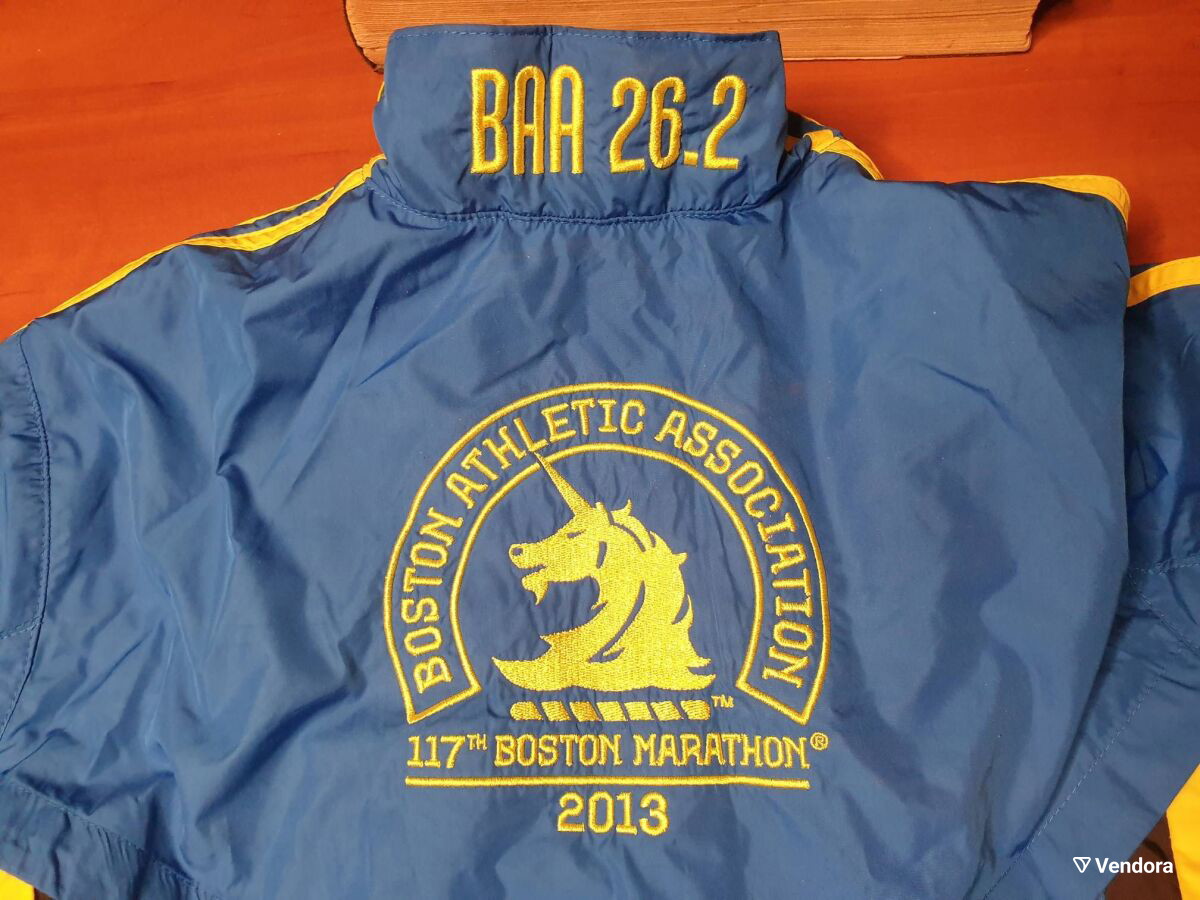 BAA 26.2
BOSTON ATHLETIC ASSOCIATION
TM
117TH BOSTON MARATHON®
2013
Vendora